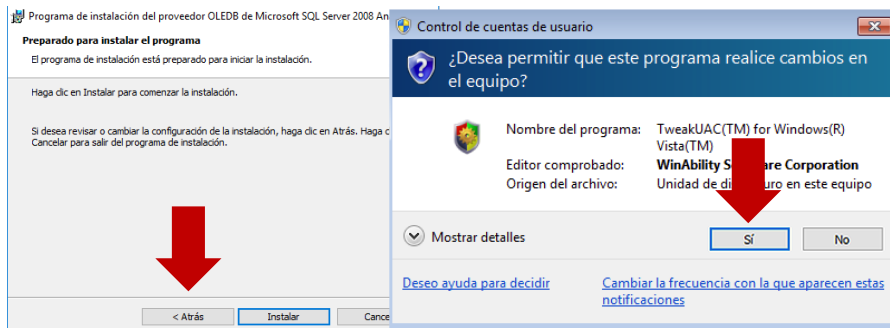 Programa de instalación del proveedor OLEDB de Microsoft SQL Server 2008 An
Preparado para instalar el programa
El programa de instalación está preparado para iniciar la instalación.
Haga clic en Instalar para comenzar la instalación.
Si desea revisar o cambiar la configuración de la instalación, haga clic en Atrás. Haga c
Cancelar para salir del programa de instalación.
< Atrás
Instalar
Cance
Control de cuentas de usuario
¿Desea permitir que este programa realice cambios en
el equipo?
Nombre del programa: TweakUAC(TM) for Windows(R)
Vista(TM)
Editor comprobado: WinAbility S are Corporation
Origen del archivo: Unidad de di uro en este equipo
Mostrar detalles
Sí
No
Deseo ayuda para decidir
Cambiar la frecuencia con la que aparecen estas
notificaciones